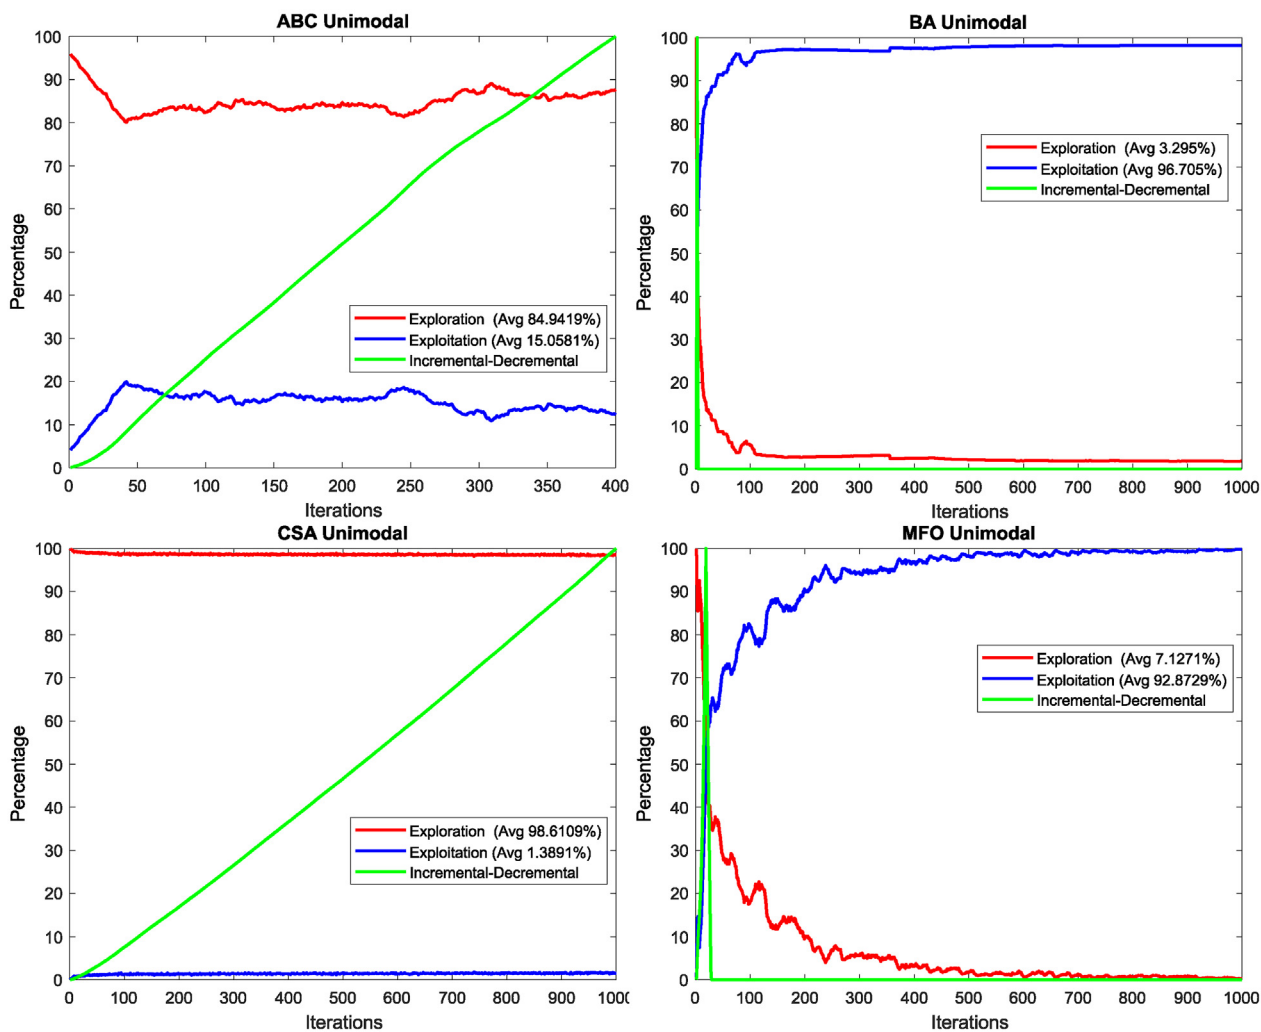 ABC Unimodal
100
90
80
70
60
50
40
30
20
10
0
Percentage
Exploration (Avg 84.9419%)
Exploitation (Avg 15.0581%)
Incremental-Decremental
0 50 100 150 200 250 300 350 400
Iterations
BA Unimodal
100
90
80
70
60
50
40
30
20
10
0
Percentage
Exploration (Avg 3.295%)
Exploitation (Avg 96.705%)
Incremental-Decremental
0 100 200 300 400 500 600 700 800 900 1000
Iterations
CSA Unimodal
100
90
80
70
60
50
40
30
20
10
0
Percentage
Exploration (Avg 98.6109%)
Exploitation (Avg 1.3891%)
Incremental-Decremental
0 100 200 300 400 500 600 700 800 900 1000
Iterations
MFO Unimodal
100
90
80
70
60
50
40
30
20
10
0
Percentage
Exploration (Avg 7.1271%)
Exploitation (Avg 92.8729%)
Incremental-Decremental
0 100 200 300 400 500 600 700 800 900 1000
Iterations